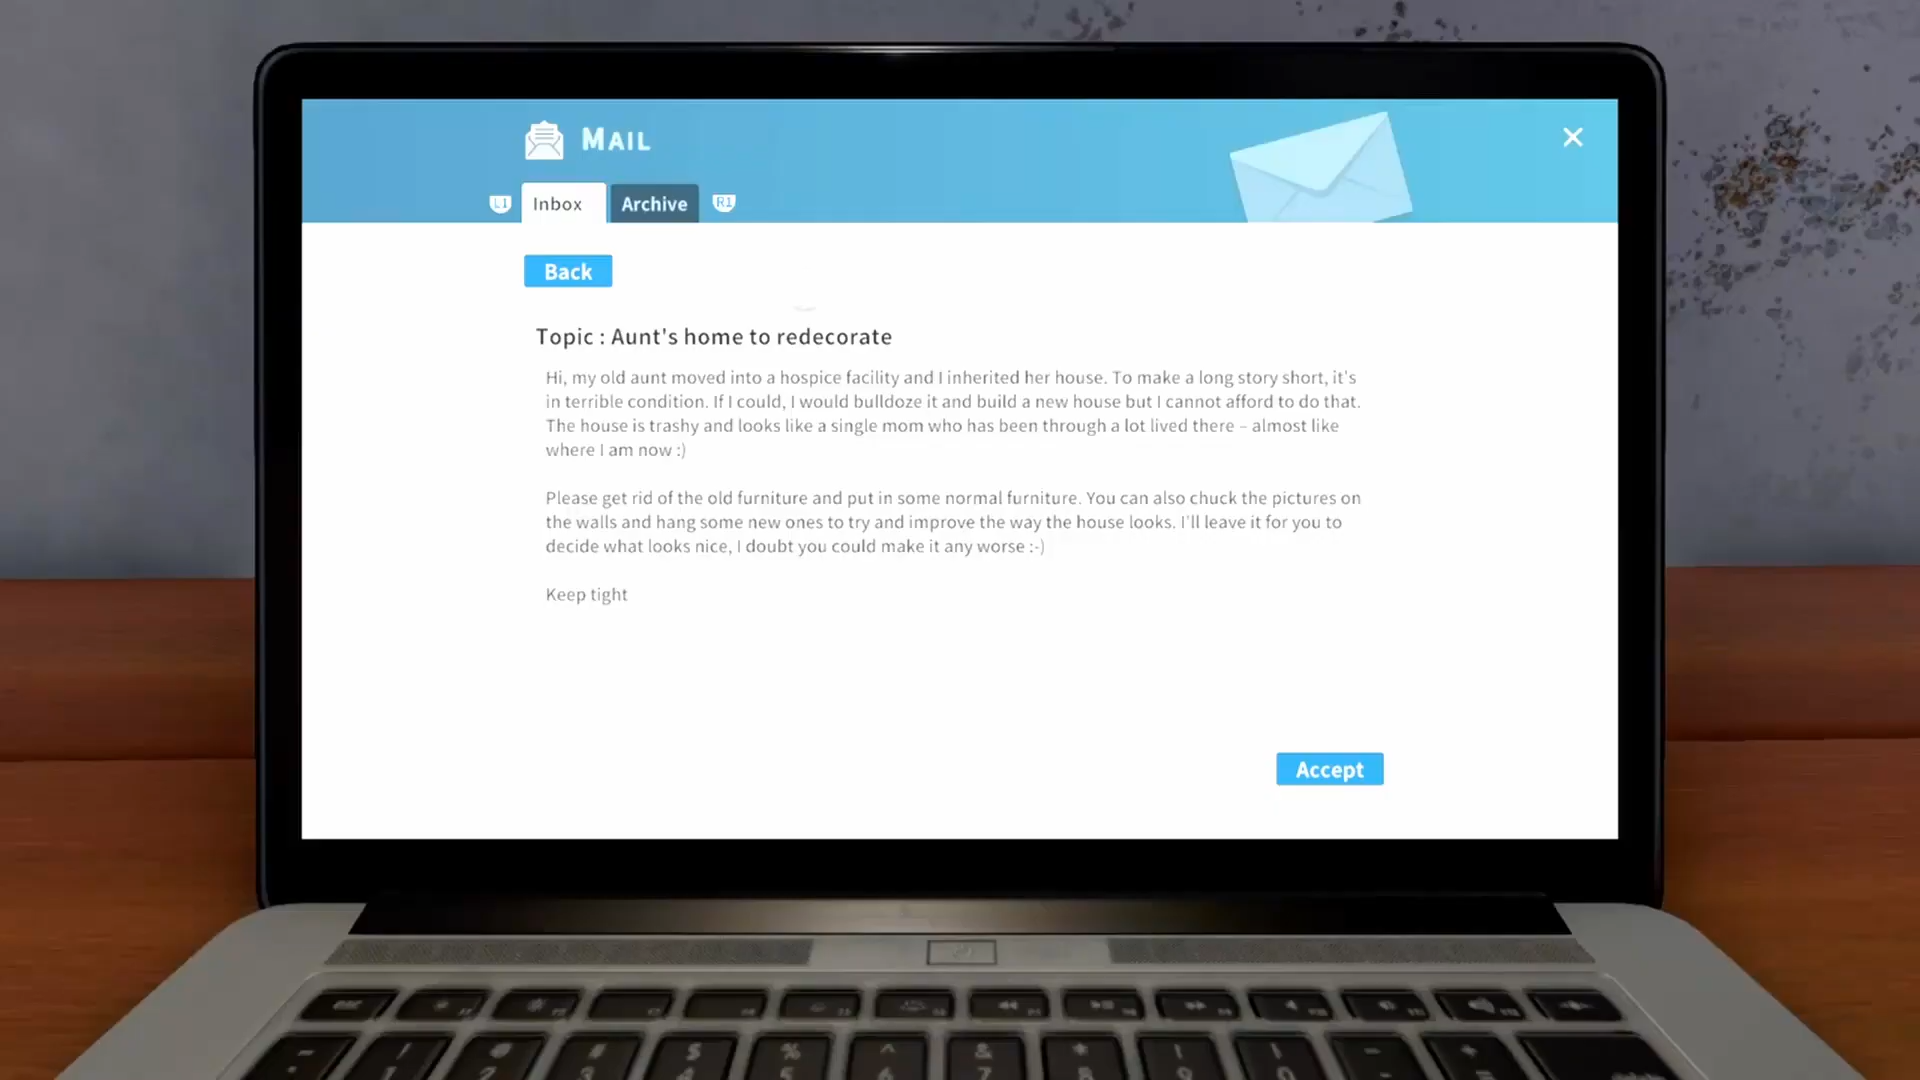 MAIL
L1 Inbox Archive R1
Back
Topic : Aunt's home to redecorate
Hi, my old aunt moved into a hospice facility and I inherited her house. To make a long story short, it's
in terrible condition. If I could, I would bulldoze it and build a new house but I cannot afford to do that.
The house is trashy and looks like a single mom who has been through a lot lived there – almost like
where I am now :)
Please get rid of the old furniture and put in some normal furniture. You can also chuck the pictures on
the walls and hang some new ones to try and improve the way the house looks. I'll leave it for you to
decide what looks nice, I doubt you could make it any worse :-)
Keep tight
Accept